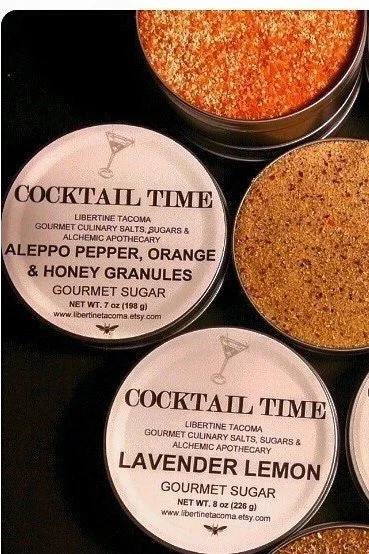 COCKTAIL TIME
LIBERTINE TACOMA
GOURMET CULINARY SALTS, SUGARS &
ALCHEMIC APOTHECARY
ALEPPO PEPPER, ORANGE
& HONEY GRANULES
GOURMET SUGAR
NET WT. 7 oz (198 g)
www.libertinetacoma.etsy.com
COCKTAIL TIME
LIBERTINE TACOMA
GOURMET CULINARY SALTS, SUGARS &
ALCHEMIC APOTHECARY
LAVENDER LEMON
GOURMET SUGAR
NET WT. 8 oz (226 g)
www.libertinetacoma.etsy.com